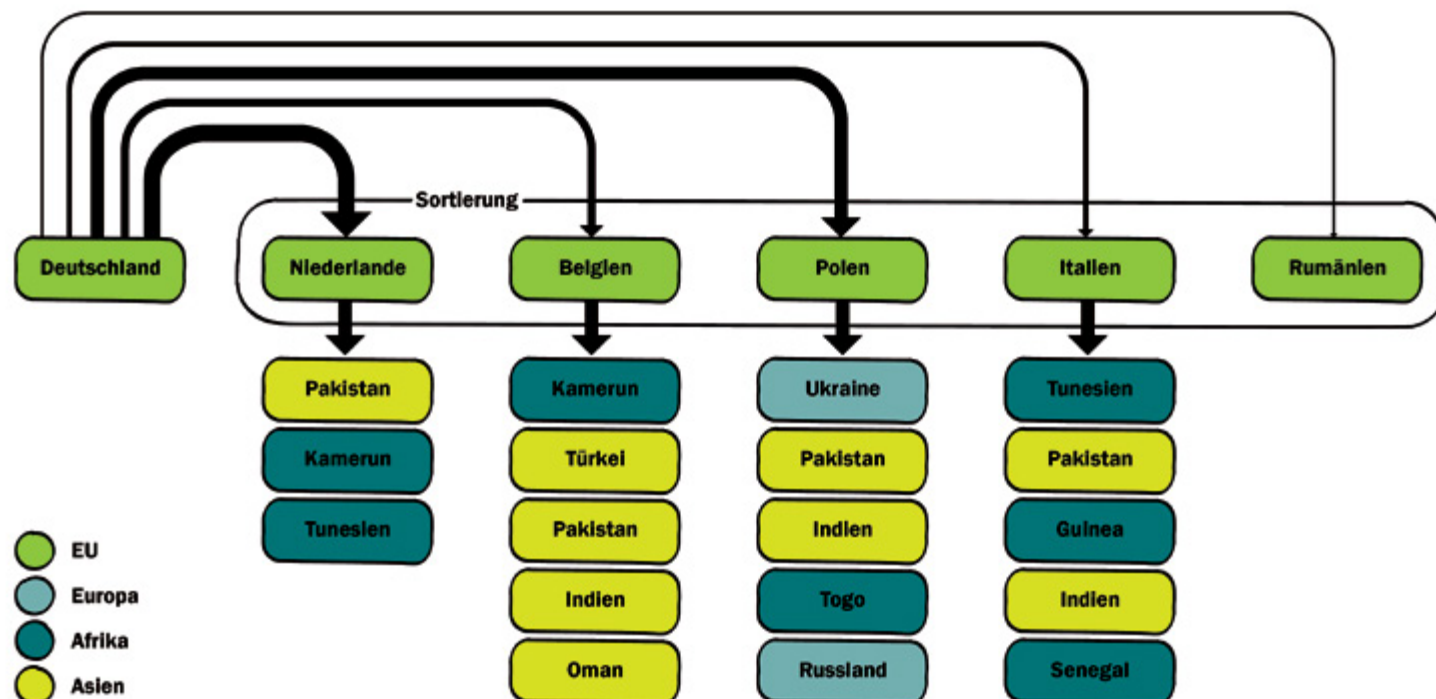 Sortierung
Deutschland
Niederlande
Belgien
Polen
Italien
Rumänien
Pakistan
Kamerun
Ukraine
Tunesien
Kamerun
Türkei
Pakistan
Pakistan
Tunesien
Pakistan
Indien
Guinea
Indien
Togo
Indien
Oman
Russland
Senegal
EU
Europa
Afrika
Asien